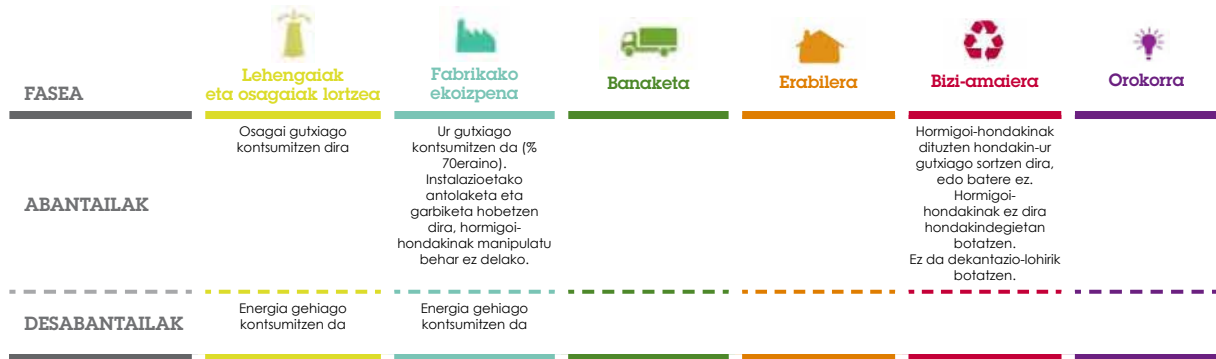 FASEA
Lehengaiak
eta osagaiak lortzea
Fabrikako
ekoizpena
Banaketa
Erabilera
Bizi-amaiera
Orokorra
ABANTAILAK
Osagai gutxiago
kontsumitzen dira
Ur gutxiago
kontsumitzen da (%
70eraino).
Instalazioetako
antolaketa eta
garbiketa hobetzen
dira, hormigoi-
hondakinak manipulatu
behar ez delako.
Hormigoi-hondakinak
dituzten hondakin-ur
gutxiago sortzen dira,
edo batere ez.
Hormigoi-
hondakinak ez dira
hondakindegietan
botatzen.
Ez da dekantazio-lohirik
botatzen.
DESABANTAILAK
Energia gehiago
kontsumitzen da
Energia gehiago
kontsumitzen da